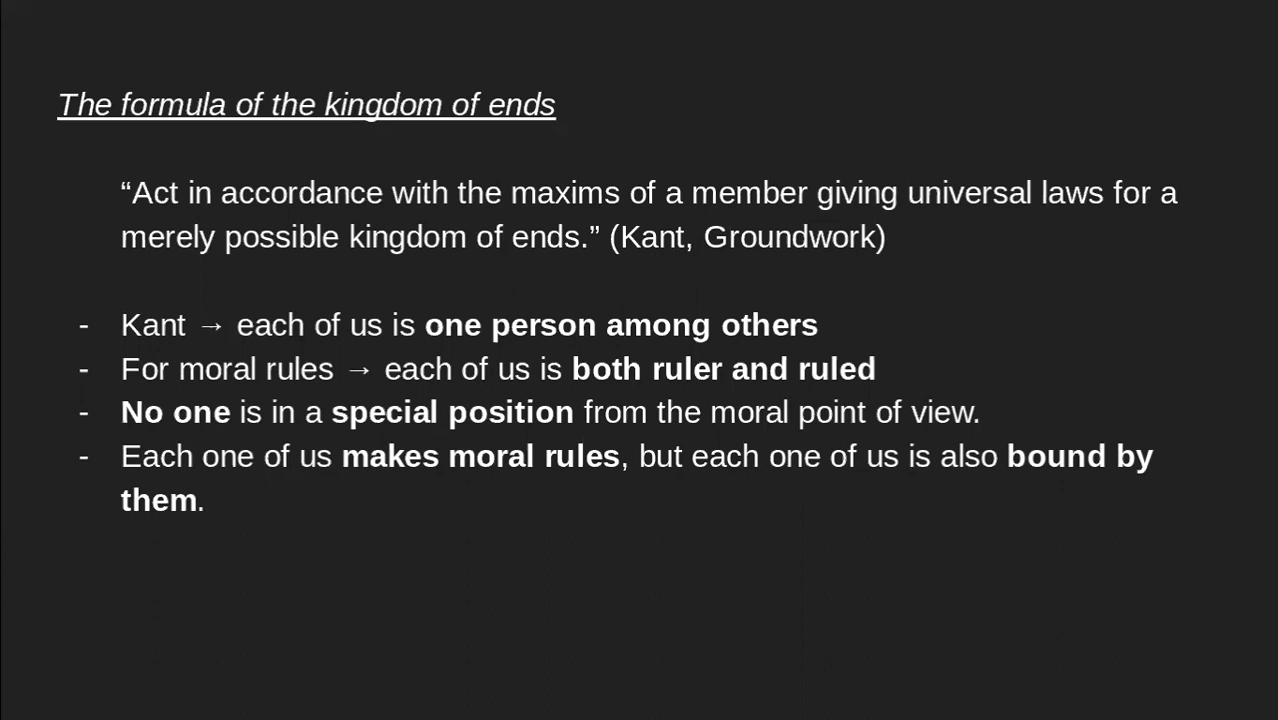 The formula of the kingdom of ends
“Act in accordance with the maxims of a member giving universal laws for a
merely possible kingdom of ends.” (Kant, Groundwork)
- Kant → each of us is one person among others
- For moral rules → each of us is both ruler and ruled
- No one is in a special position from the moral point of view.
- Each one of us makes moral rules, but each one of us is also bound by
them.